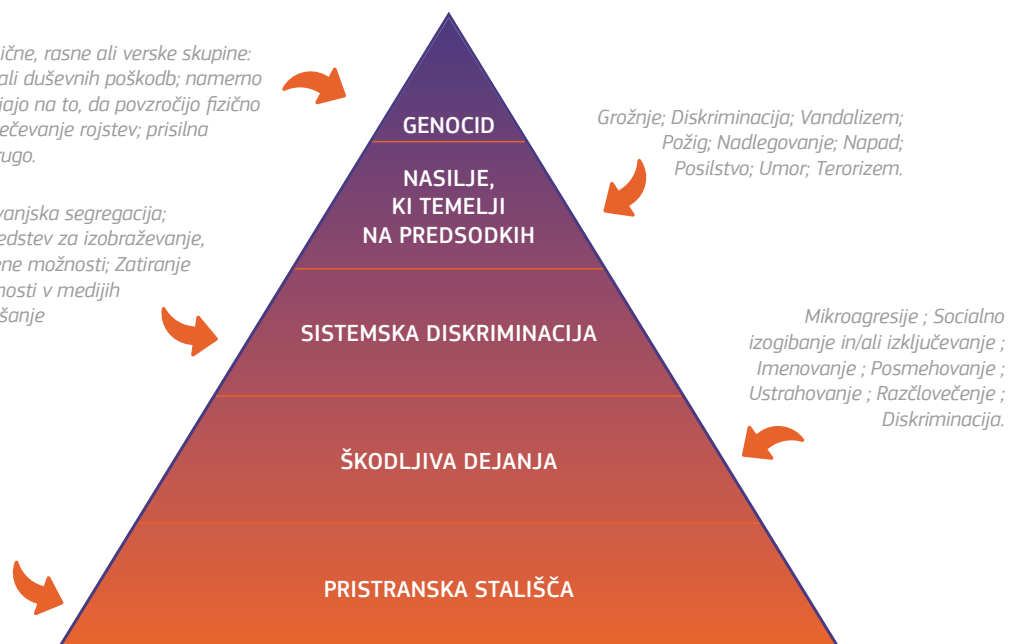 ične, rasne ali verske skupine:
ali duševnih poškodb; namerno
jajo na to, da povzročijo fizično
ečevanje rojstev; prisilna
rugo.
GENOCID
Grožnje; Diskriminacija; Vandalizem;
Požig; Nadlegovanje; Napad;
Posilstvo; Umor; Terorizem.
NASILJE,
KI TEMELJI
NA PREDSODKIH
vanjska segregacija;
edstev za izobraževanje,
ene možnosti; Zatiranje
nosti v medijih
šanje
SISTEMSKA DISKRIMINACIJA
Mikroagresije ; Socialno
izogibanje in/ali izključevanje ;
Imenovanje ; Posmehovanje ;
Ustrahovanje ; Razčlovečenje ;
Diskriminacija.
ŠKODLJIVA DEJANJA
PRISTRANSKA STALIŠČA